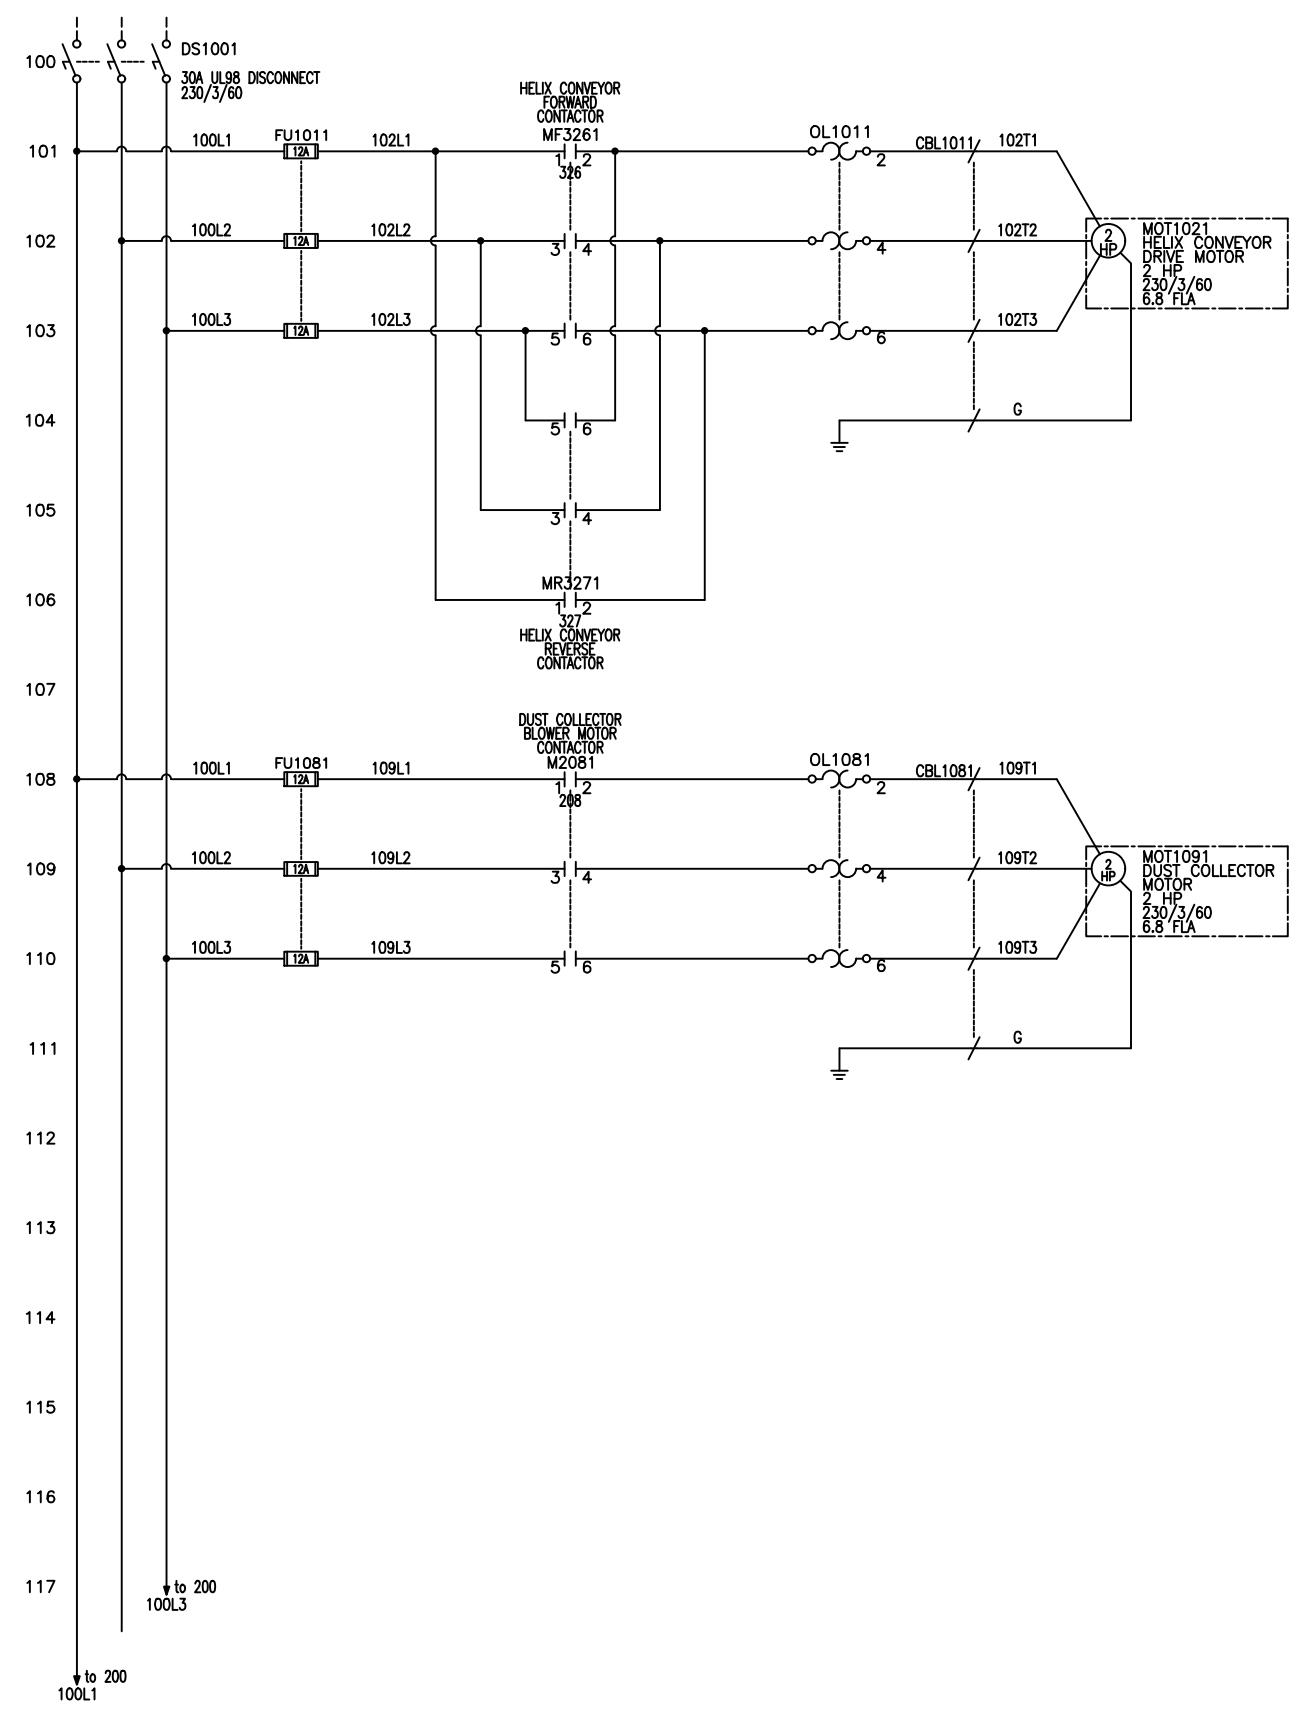 DS1001
100
30A UL98 DISCONNECT
230/3/60
HELIX CONVEYOR
FORWARD
CONTACTOR
FU1011 MF3261 OL1011
100L1 102L1 CBL1011 102T1
101 12A 1 2 2
326
100L2 102L2 102T2
102 12A 3 4 4
2
HP
MOT1021
HELIX CONVEYOR
DRIVE MOTOR
2 HP
230/3/60
6.8 FLA
100L3 102L3 102T3
103 12A 5 6 6
G
104 5 6
105 3 4
MR3271
106 1 2
327
HELIX CONVEYOR
REVERSE
CONTACTOR
107
DUST COLLECTOR
BLOWER MOTOR
CONTACTOR
FU1081 M2081 OL1081
100L1 109L1 CBL1081 109T1
108 12A 1 2 2
208
100L2 109L2 109T2
109 12A 3 4 4
2
HP
MOT1091
DUST COLLECTOR
MOTOR
2 HP
230/3/60
6.8 FLA
100L3 109L3 109T3
110 12A 5 6 6
G
111
112
113
114
115
116
117 to 200
100L3
to 200
100L1